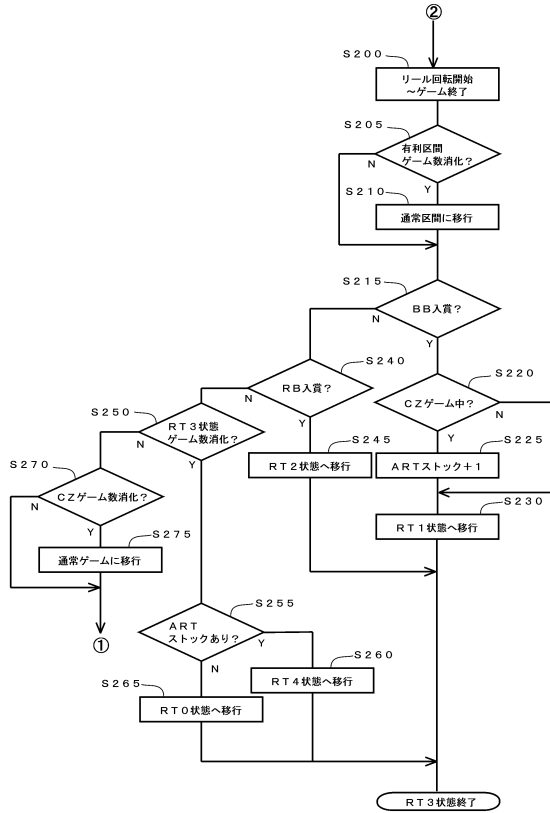 ②
S200
リール回転開始
～ゲーム終了
S205
有利区間
ゲーム数消化？
N
Y
S210
通常区間に移行
S215
BB入賞？
N
Y
S240
RB入賞？
N
Y
S220
CZゲーム中？
N
Y
S250
RT3状態
ゲーム数消化？
N
Y
S245
RT2状態へ移行
S225
ARTストック＋1
S270
CZゲーム数消化？
N
Y
S230
RT1状態へ移行
S275
通常ゲームに移行
①
S255
ART
ストックあり？
Y
N
S260
RT4状態へ移行
S265
RT0状態へ移行
RT3状態終了